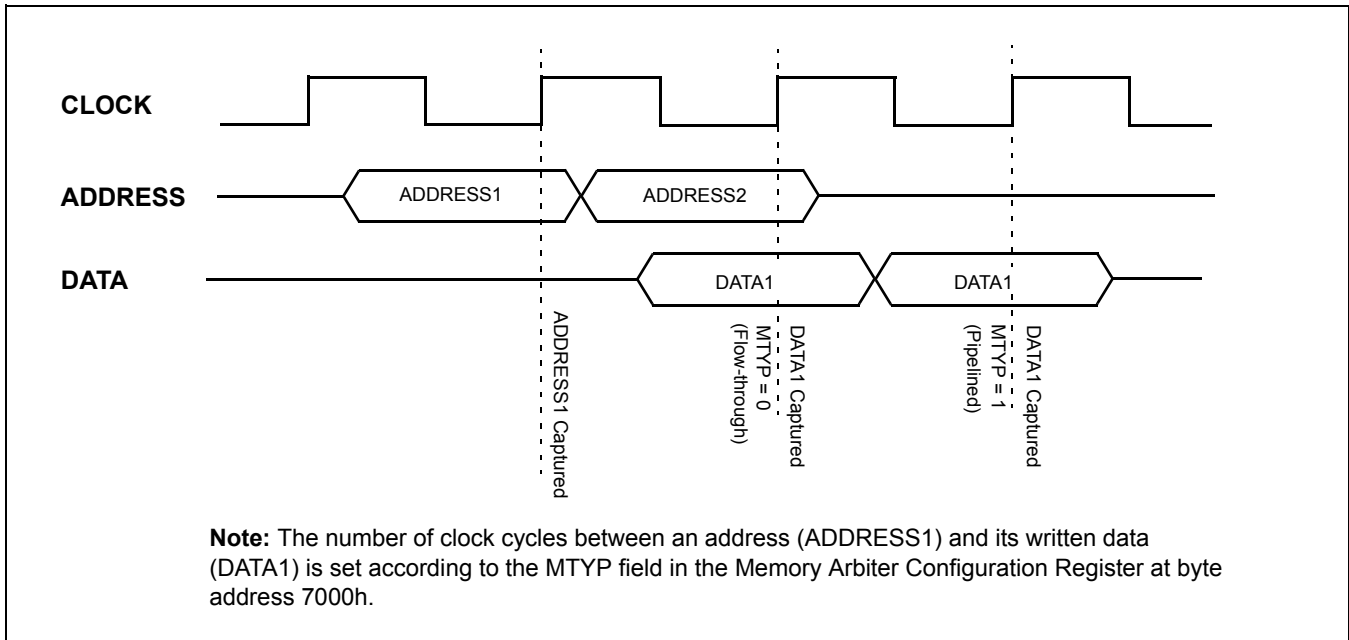 CLOCK
ADDRESS
ADDRESS1
ADDRESS2
DATA
DATA1
DATA1
ADDRESS1 Captured
DATA1 Captured
MTYP = 0
(Flow-through)
DATA1 Captured
MTYP = 1
(Pipelined)
Note: The number of clock cycles between an address (ADDRESS1) and its written data
(DATA1) is set according to the MTYP field in the Memory Arbiter Configuration Register at byte
address 7000h.